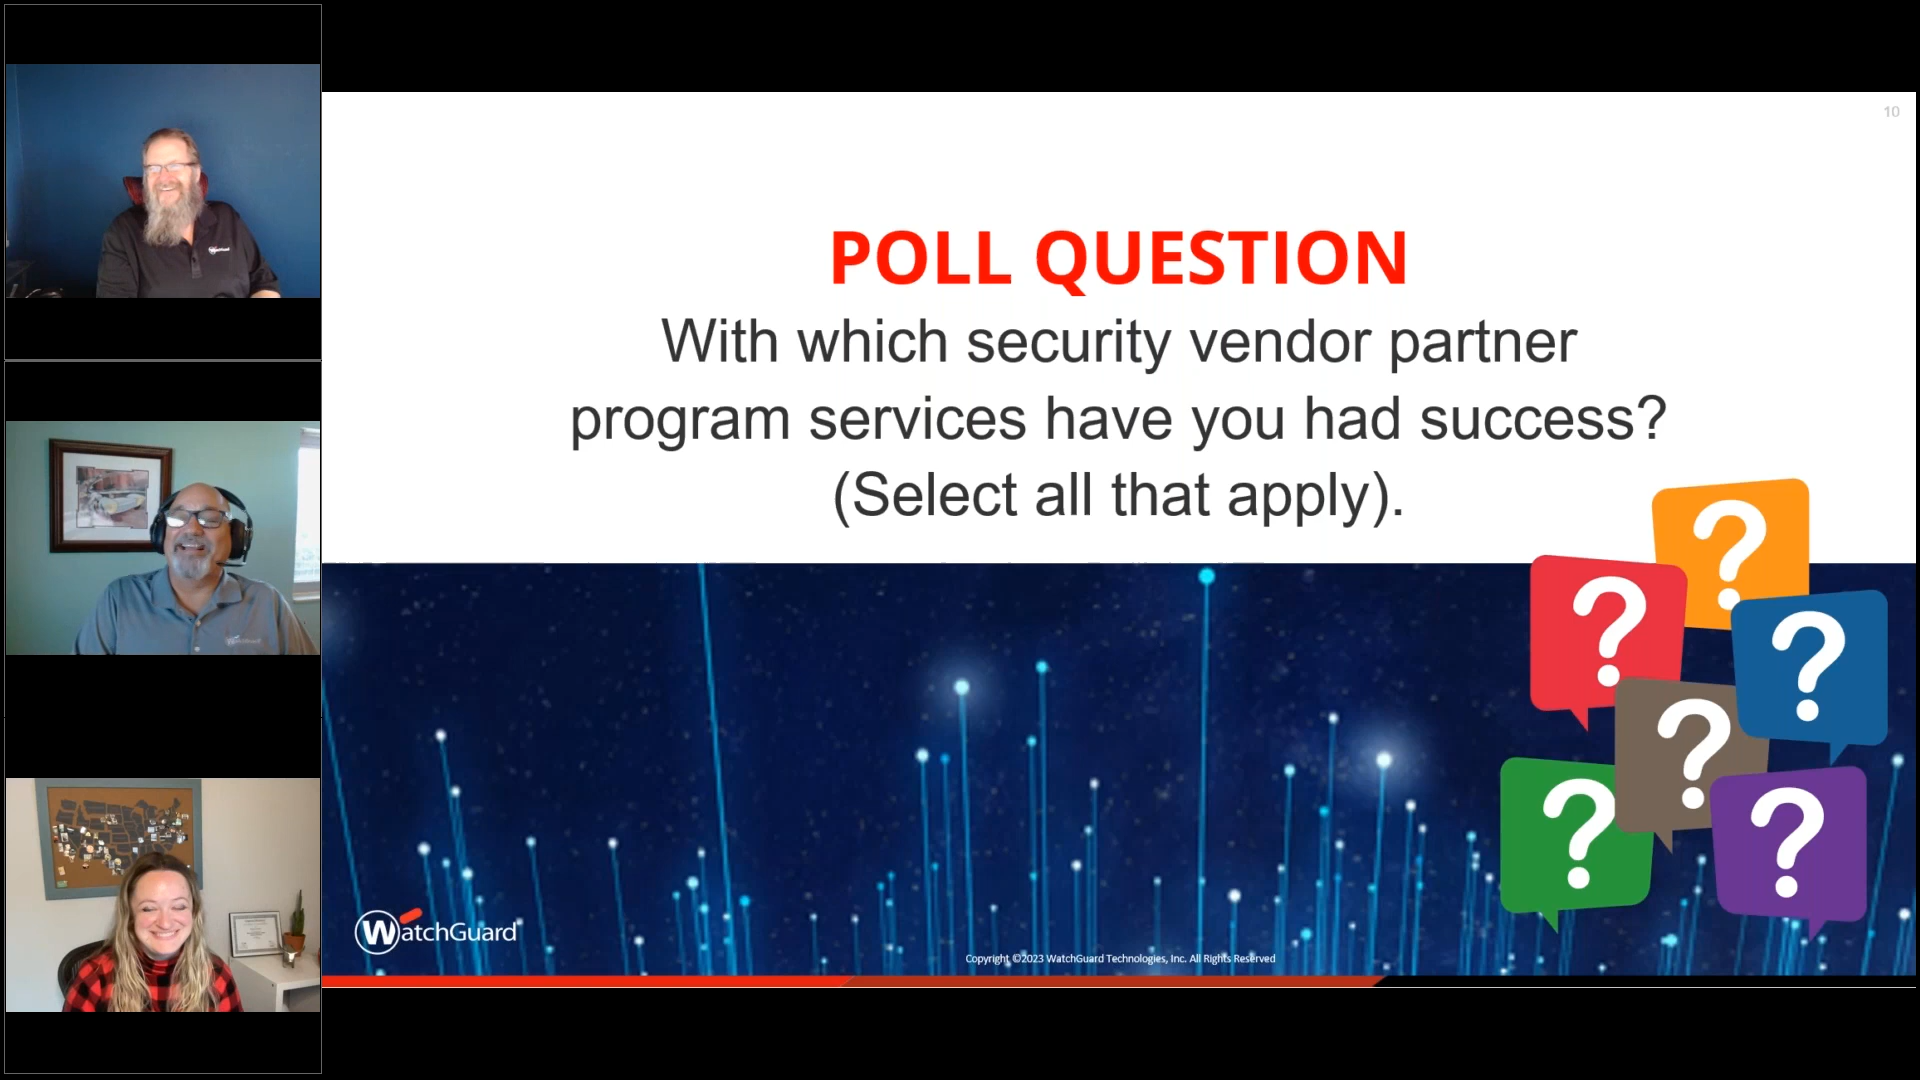 10
POLL QUESTION
With which security vendor partner
program services have you had success?
(Select all that apply).
? ? ? ? ? ?
WatchGuard
Copyright ©2023 WatchGuard Technologies, Inc. All Rights Reserved